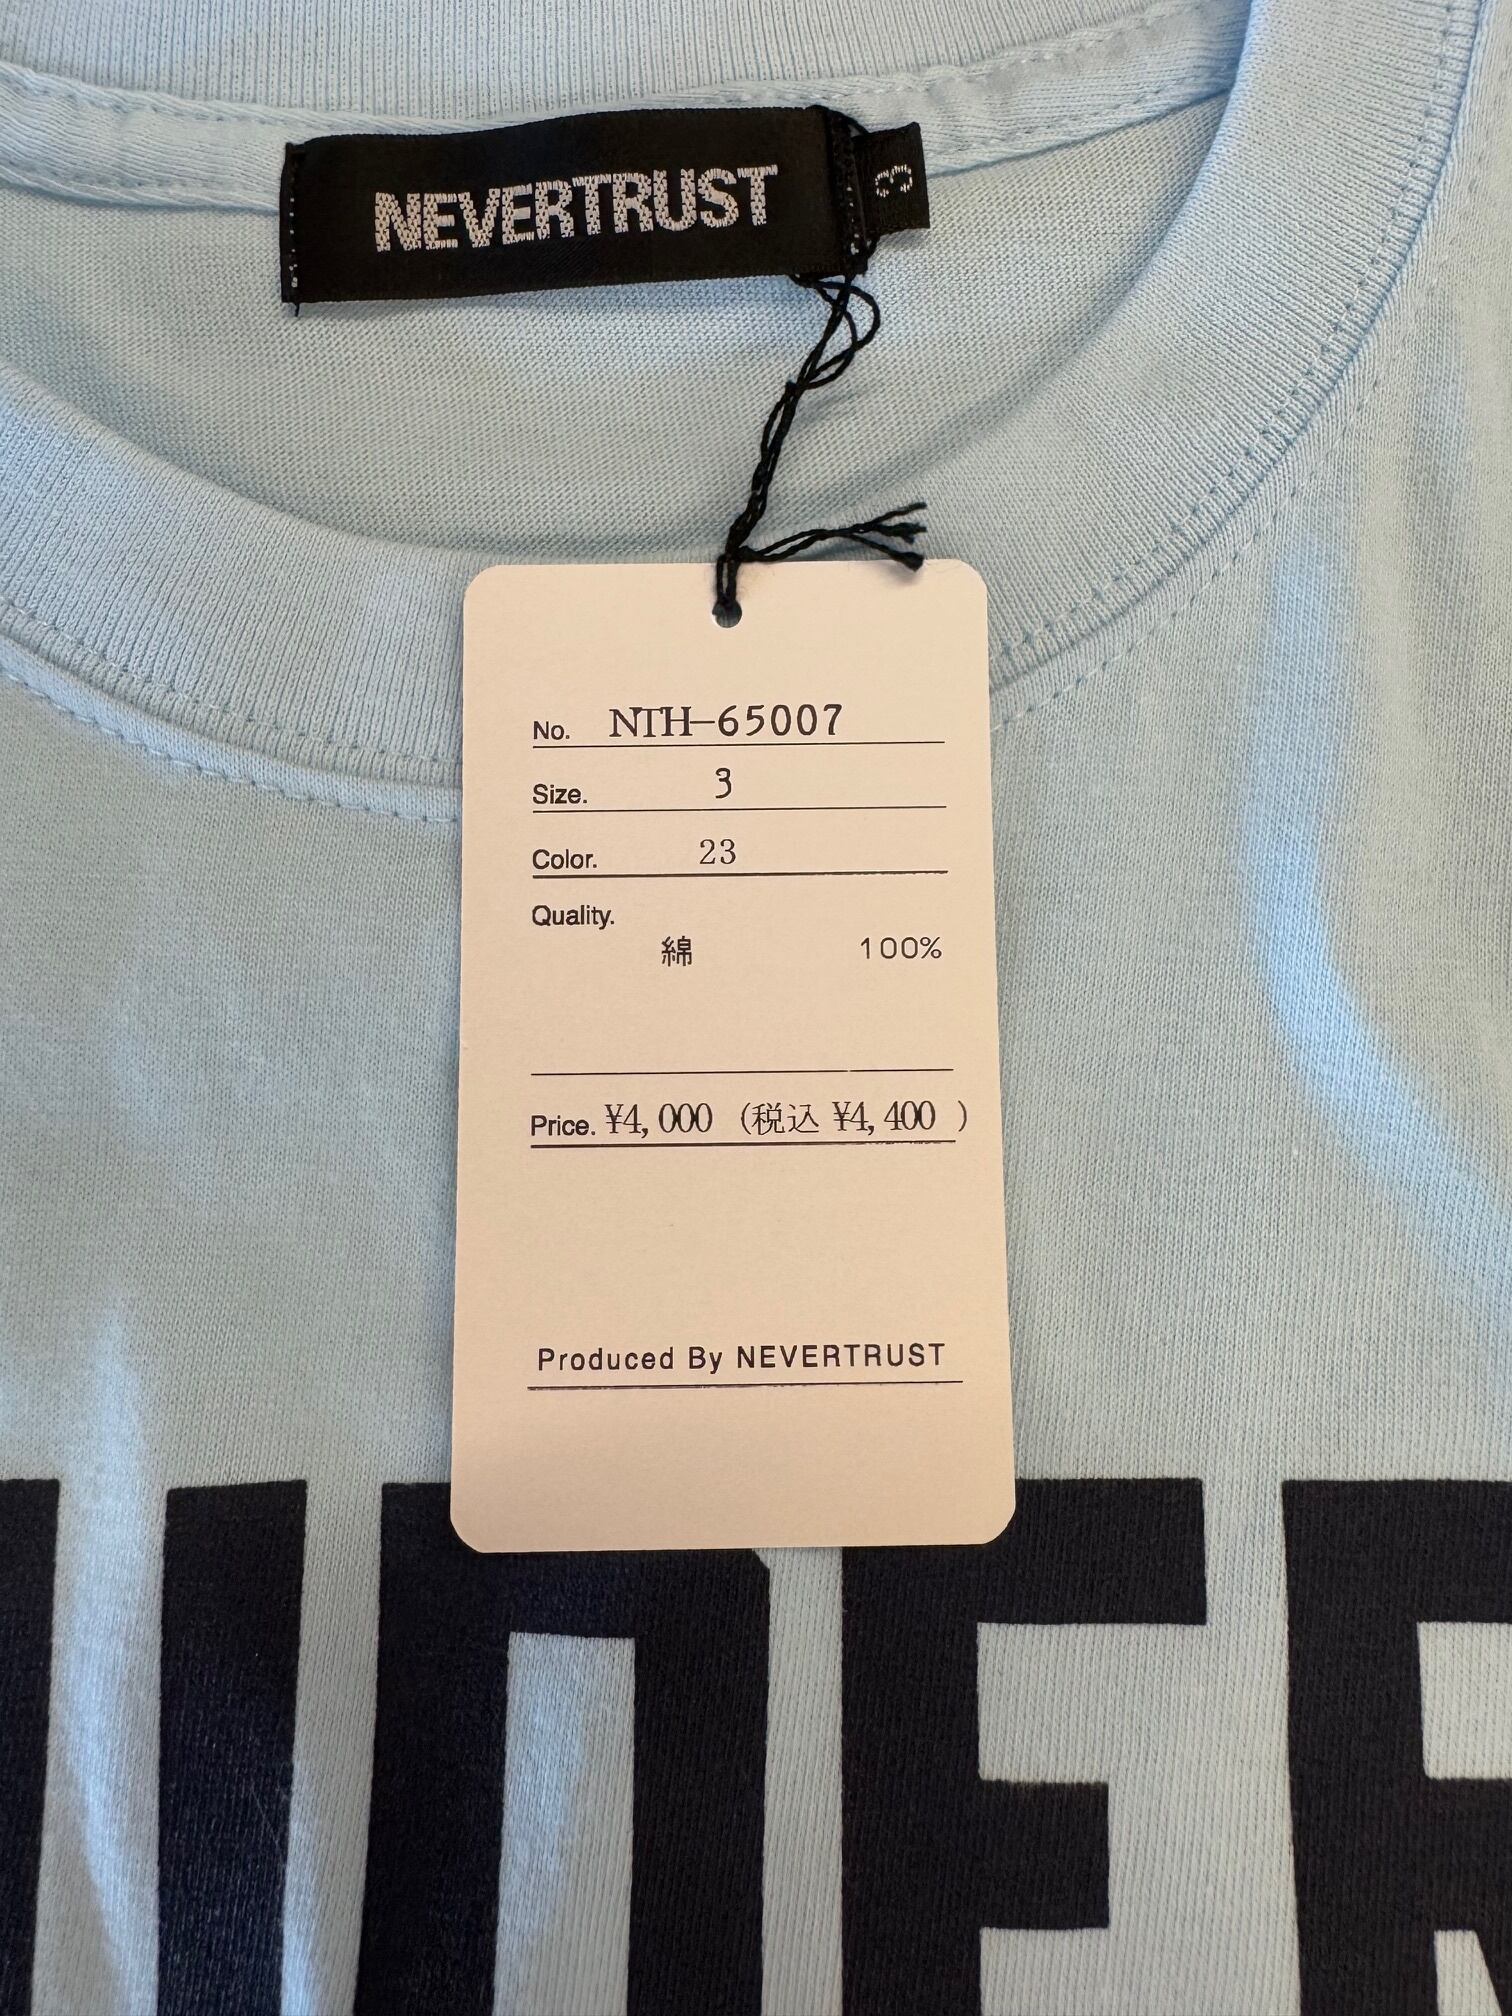 NEVERTRUST
3
No. NTH-65007
Size. 3
Color. 23
Quality.
綿 100%
Price. ¥4,000 (税込 ¥4,400 )
Produced By NEVERTRUST